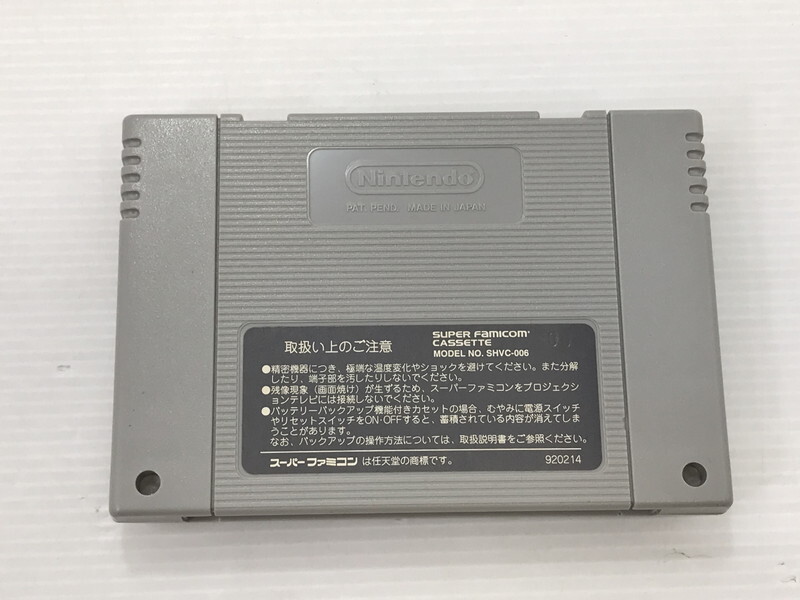 Nintendo
PAT. PEND. MADE IN JAPAN
取扱い上のご注意
SUPER FAMICOM
CASSETTE
MODEL NO. SHVC-006
●精密機器につき、極端な温度変化やショックを避けてください。また分解
したり、端子部を汚したりしないでください。
●残像現象（画面焼け）が生ずるため、スーパーファミコンをプロジェクシ
ョンテレビには接続しないでください。
●バッテリーバックアップ機能付きカセットの場合、むやみに電源スイッチ
やリセットスイッチをON・OFFすると、蓄積されている内容が消えてしま
うことがあります。
なお、バックアップの操作方法については、取扱説明書をご参照ください。
スーパーファミコン は任天堂の商標です。 920214